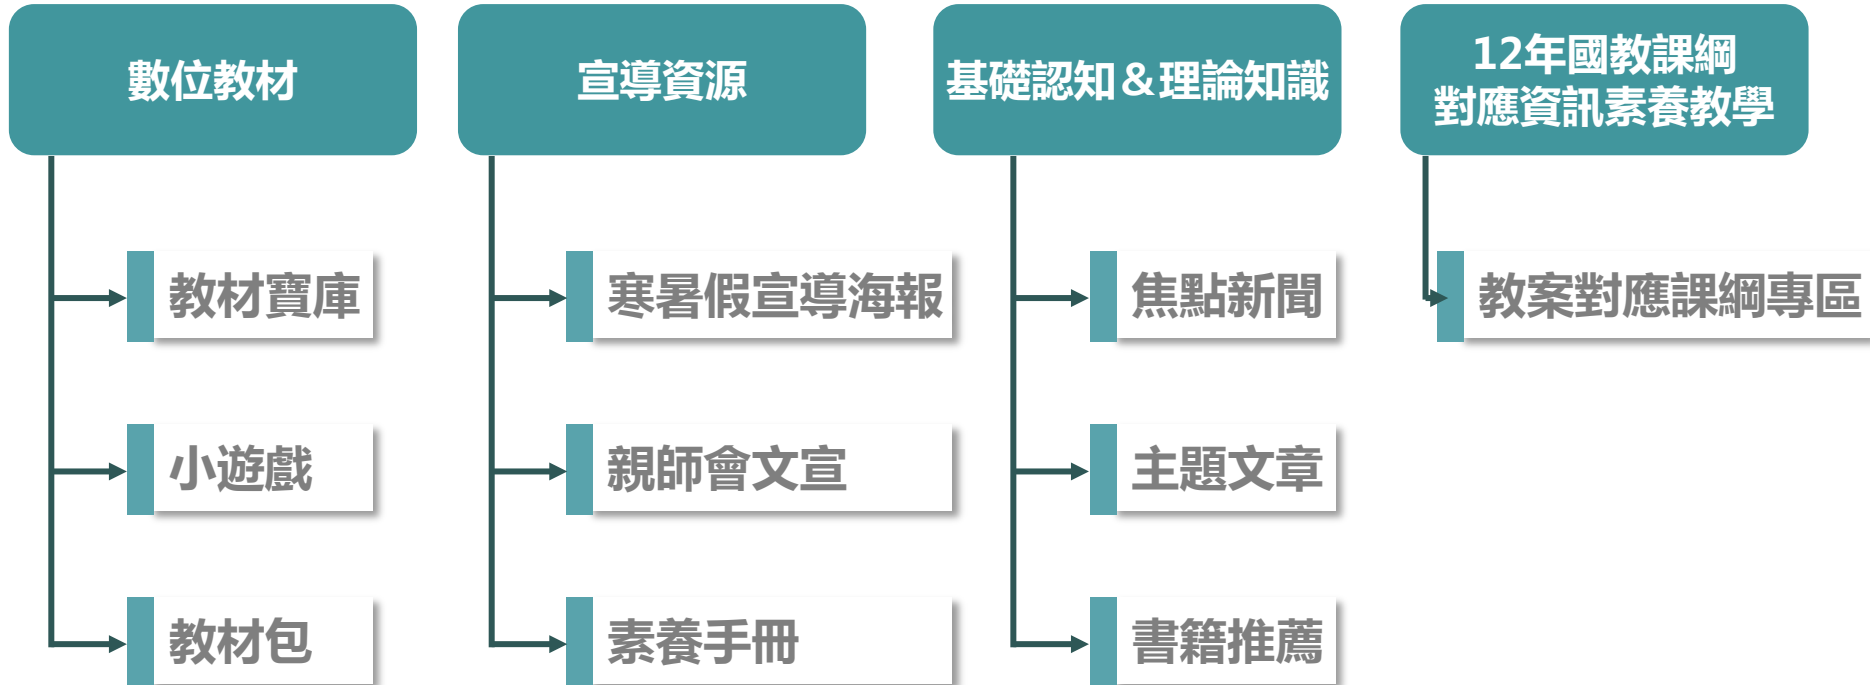 數位教材
教材寶庫
小遊戲
教材包
宣導資源
寒暑假宣導海報
親師會文宣
素養手冊
基礎認知&理論知識
焦點新聞
主題文章
書籍推薦
12年國教課綱
對應資訊素養教學
教案對應課綱專區